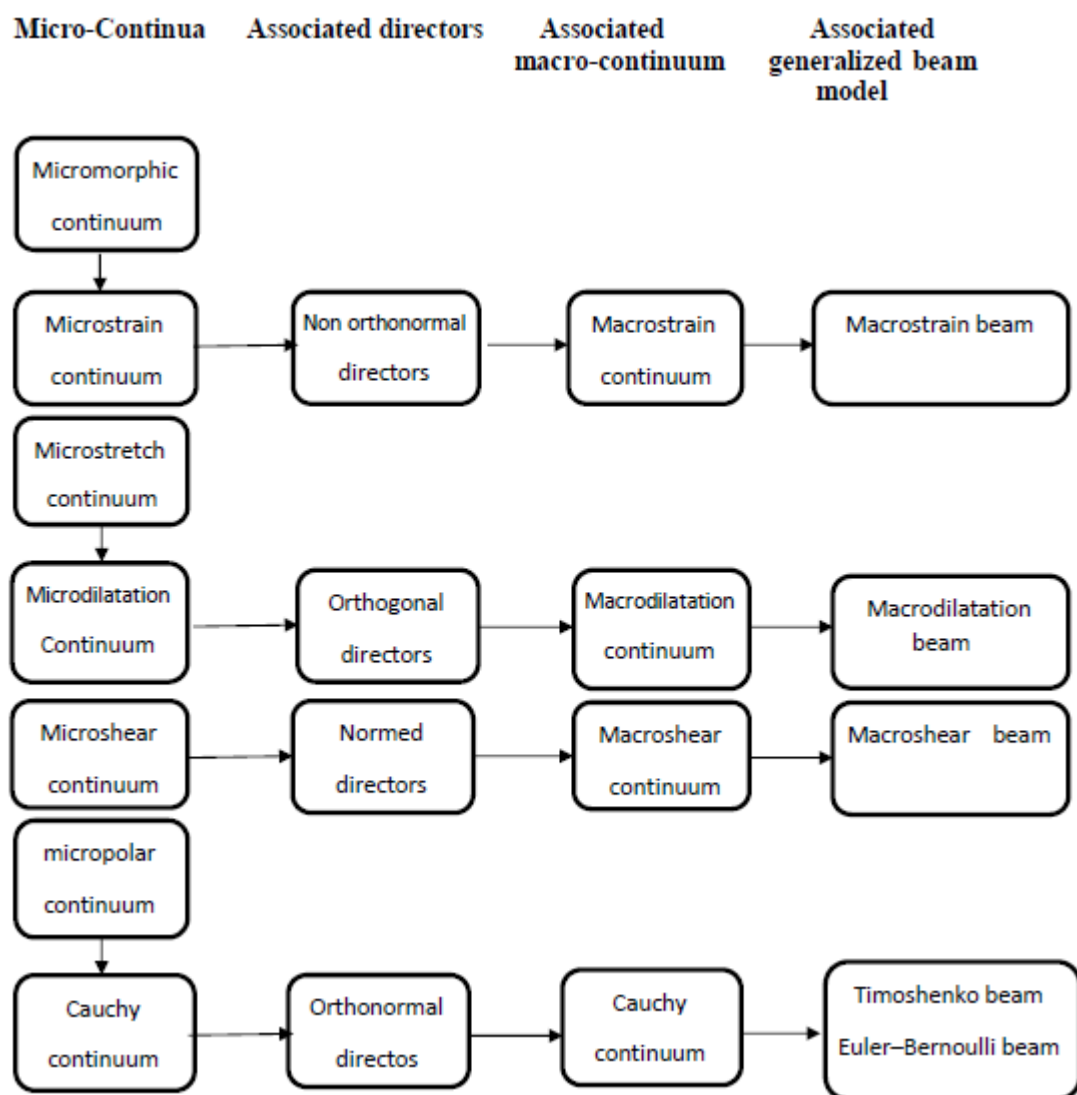 Micro-Continua Associated directors Associated Associated
macro-continuum generalized beam
model
Micromorphic
continuum
Microstrain Non orthonormal Macrostrain Macrostrain beam
continuum directors continuum
Microstretch
continuum
Microdilatation Orthogonal Macrodilatation Macrodilatation
Continuum directors continuum beam
Microshear Normed Macroshear Macroshear beam
continuum directors continuum
micropolar
continuum
Cauchy Orthonormal Cauchy Timoshenko beam
continuum directos continuum Euler–Bernoulli beam